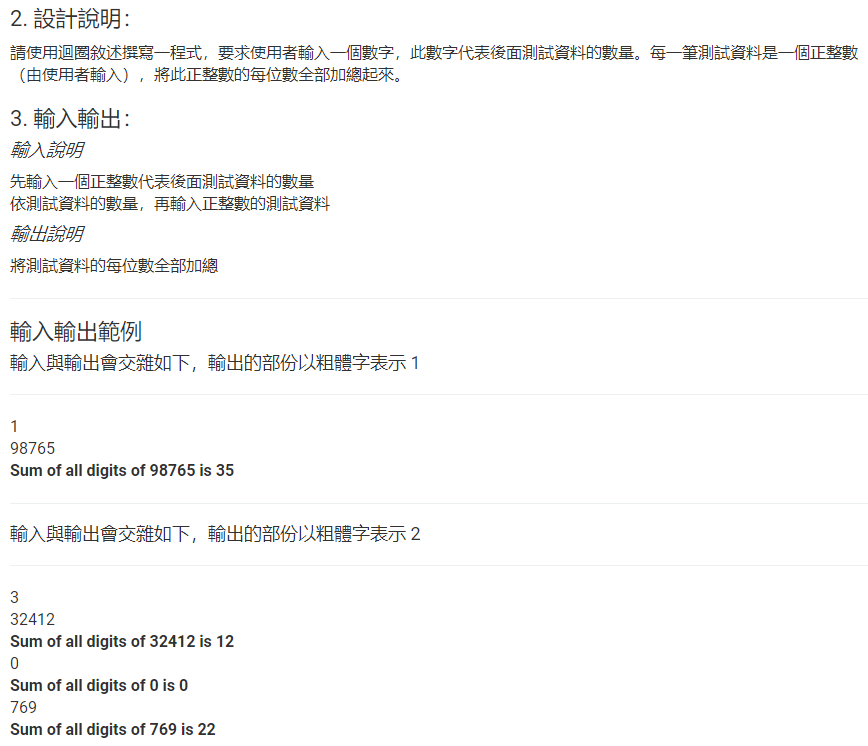 2. 設計說明：
請使用迴圈敘述撰寫一程式，要求使用者輸入一個數字，此數字代表後面測試資料的數量。每一筆測試資料是一個正整數
（由使用者輸入），將此正整數的每位數全部加總起來。
3. 輸入輸出：
輸入說明
先輸入一個正整數代表後面測試資料的數量
依測試資料的數量，再輸入正整數的測試資料
輸出說明
將測試資料的每位數全部加總
輸入輸出範例
輸入與輸出會交雜如下，輸出的部份以粗體字表示 1
1
98765
Sum of all digits of 98765 is 35
輸入與輸出會交雜如下，輸出的部份以粗體字表示 2
3
32412
Sum of all digits of 32412 is 12
0
Sum of all digits of 0 is 0
769
Sum of all digits of 769 is 22